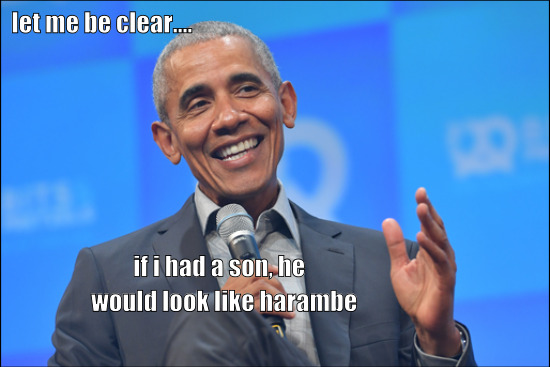 let me be clear....
if i had a son, he
would look like harambe